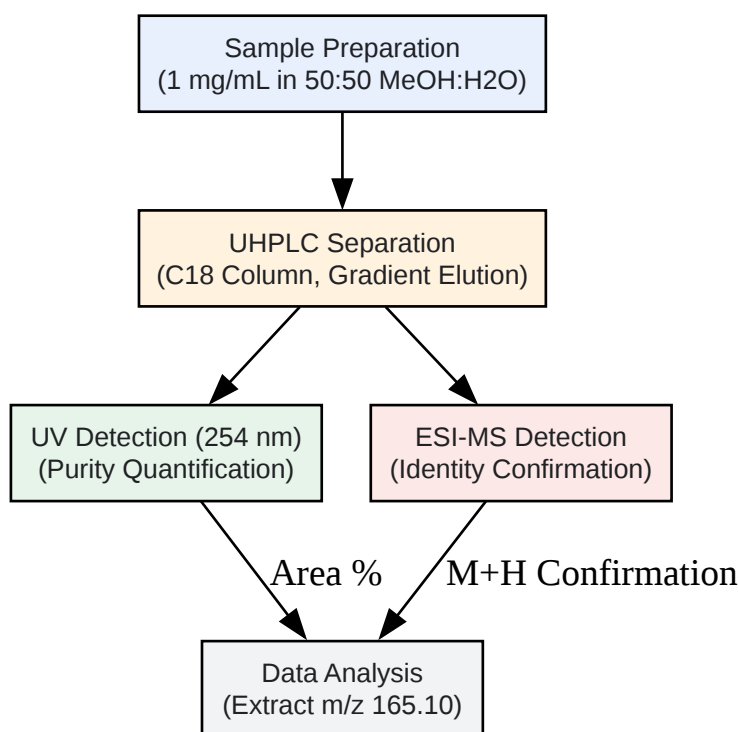 Sample Preparation
(1 mg/mL in 50:50 MeOH:H2O)
UHPLC Separation
(C18 Column, Gradient Elution)
UV Detection (254 nm)
(Purity Quantification)
ESI-MS Detection
(Identity Confirmation)
Area %
M+H Confirmation
Data Analysis
(Extract m/z 165.10)